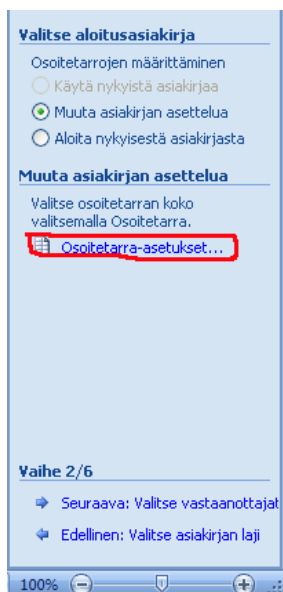 Valitse aloitusasiakirja
Osoitetarrojen määrittäminen
Käytä nykyistä asiakirjaa
Muuta asiakirjan asettelua
Aloita nykyisestä asiakirjasta
Muuta asiakirjan asettelua
Valitse osoitetarran koko
valitsemalla Osoitetarra.
Osoitetarra-asetukset...
Vaihe 2/6
Seuraava: Valitse vastaanottajat
Edellinen: Valitse asiakirjan laji
100%